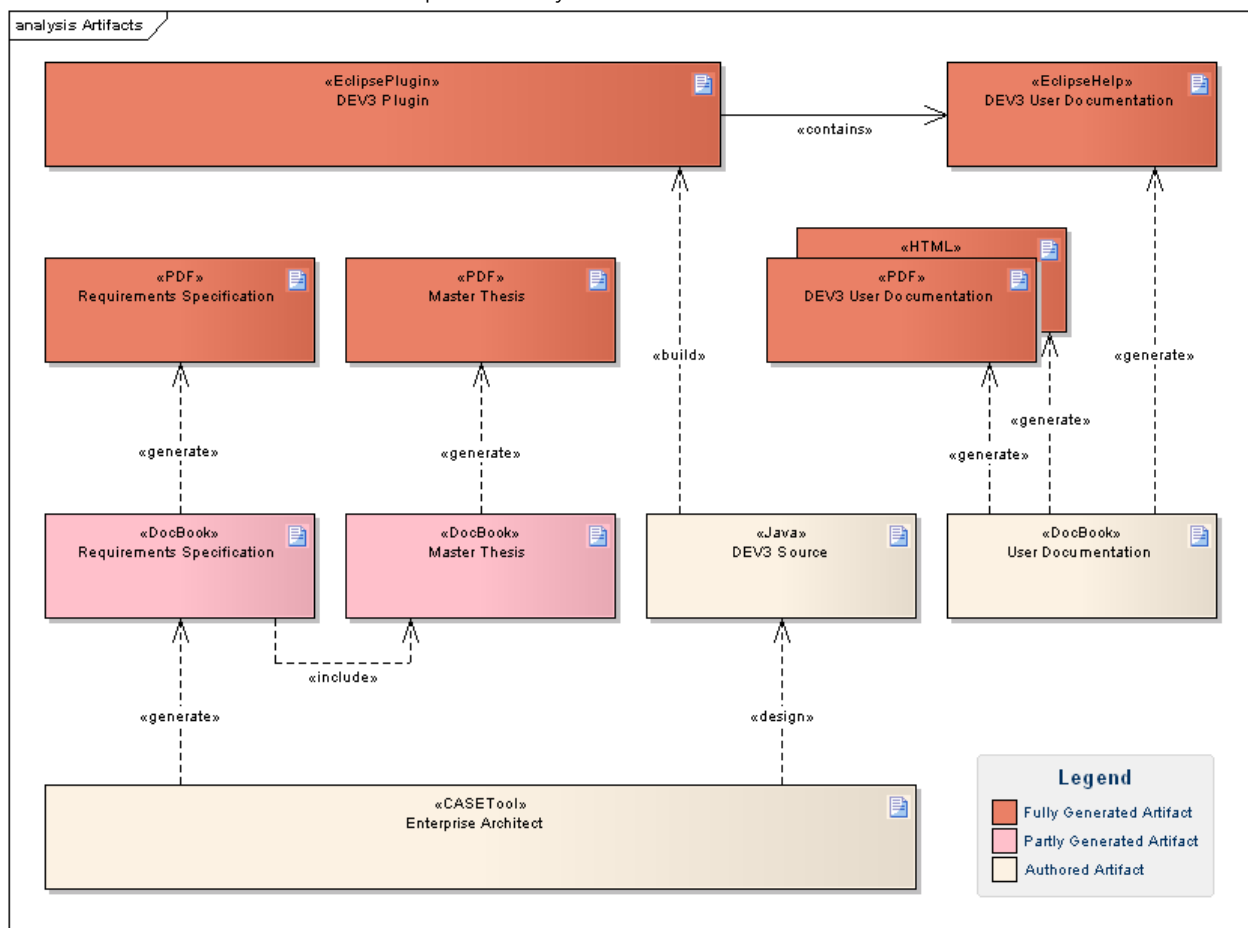 analysis Artifacts
«EclipsePlugin»
DEV3 Plugin
«EclipseHelp»
DEV3 User Documentation
«contains»
«HTML»
«PDF»
Requirements Specification
«PDF»
Master Thesis
«PDF»
DEV3 User Documentation
«build»
«generate»
«generate»
«generate»
«generate»
«generate»
«DocBook»
Requirements Specification
«DocBook»
Master Thesis
«Java»
DEV3 Source
«DocBook»
User Documentation
«include»
«generate»
«design»
«CASETool»
Enterprise Architect
Legend
Fully Generated Artifact
Partly Generated Artifact
Authored Artifact